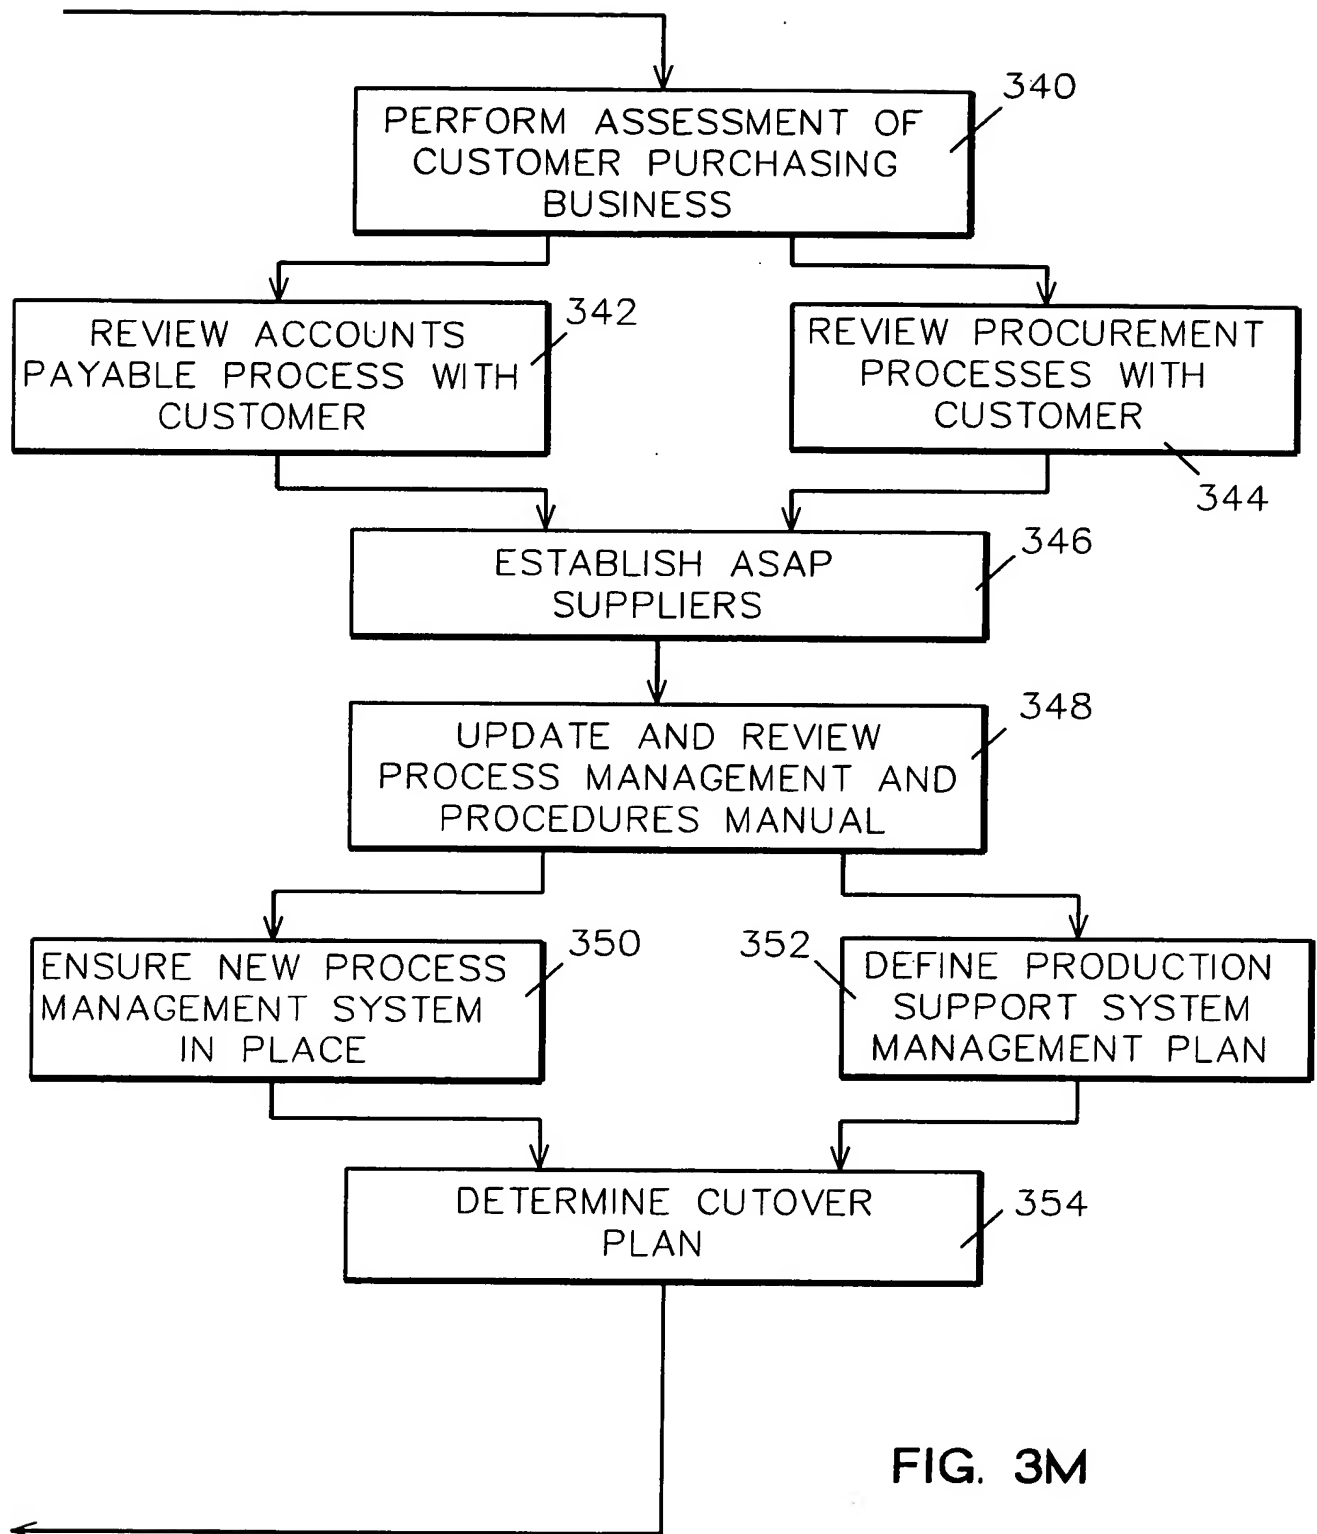 340
PERFORM ASSESSMENT OF
CUSTOMER PURCHASING
BUSINESS
342
REVIEW ACCOUNTS
PAYABLE PROCESS WITH
CUSTOMER
REVIEW PROCUREMENT
PROCESSES WITH
CUSTOMER
344
346
ESTABLISH ASAP
SUPPLIERS
348
UPDATE AND REVIEW
PROCESS MANAGEMENT AND
PROCEDURES MANUAL
350
ENSURE NEW PROCESS
MANAGEMENT SYSTEM
IN PLACE
352
DEFINE PRODUCTION
SUPPORT SYSTEM
MANAGEMENT PLAN
DETERMINE CUTOVER
PLAN
354
FIG. 3M